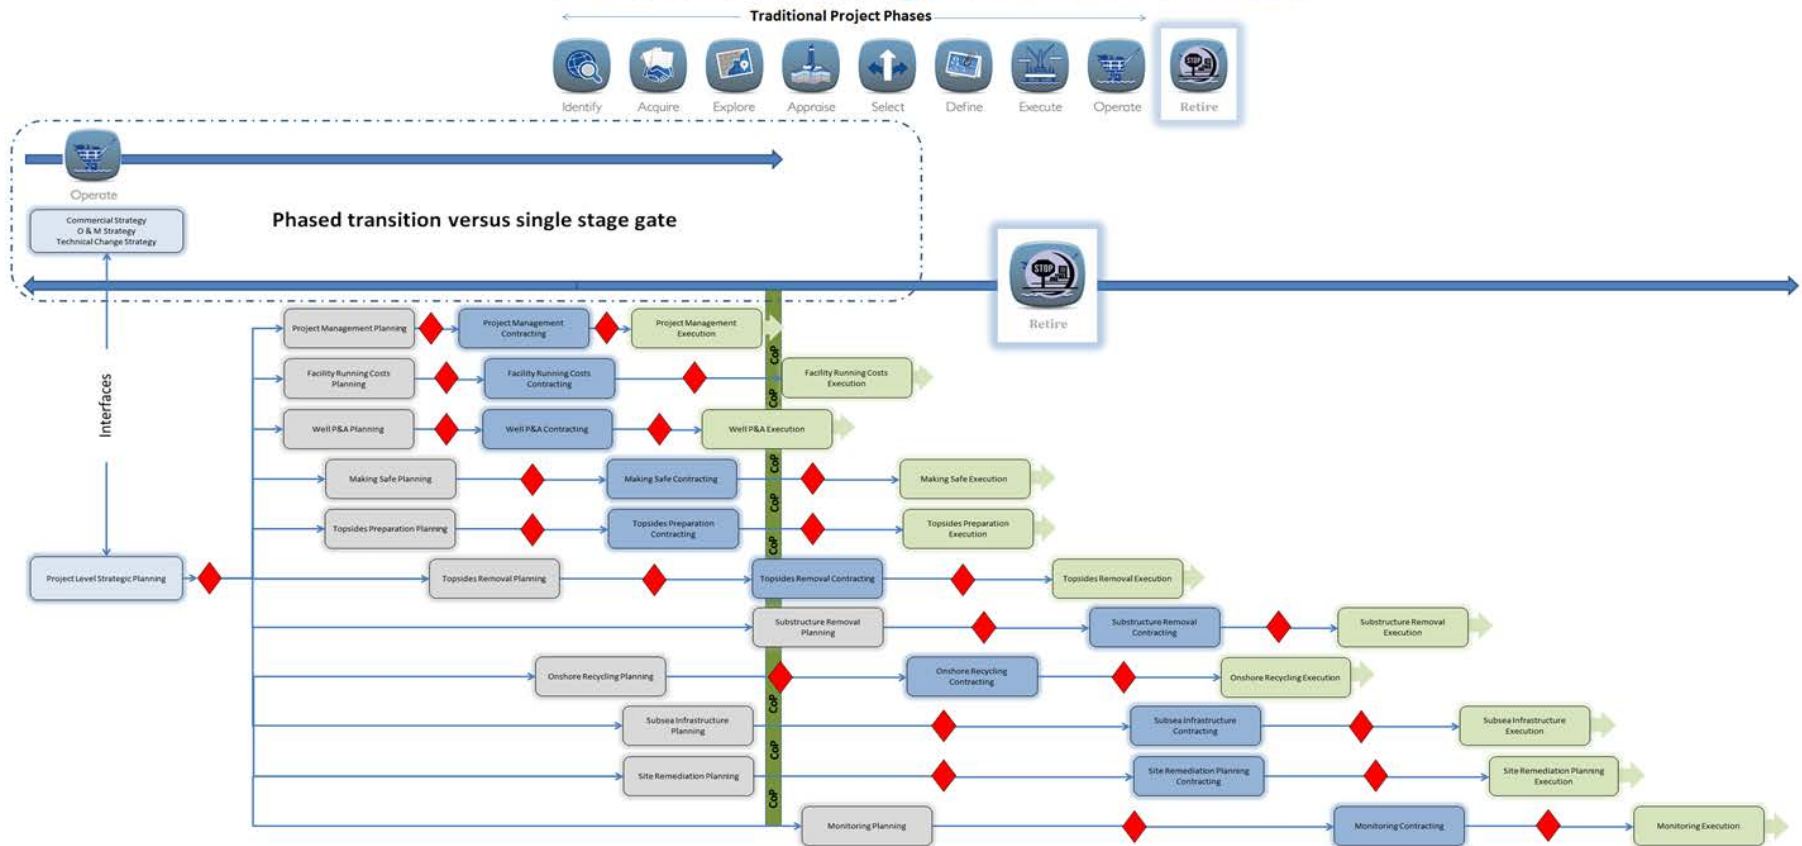 Traditional Project Phases
Identify
Acquire
Explore
Appraise
Select
Define
Execute
Operate
STOP
Retire
Operate
Commercial Strategy
O & M Strategy
Technical Change Strategy
Phased transition versus single stage gate
STOP
Retire
Interfaces
Project Level Strategic Planning
Project Management Planning
Project Management
Contracting
Project Management
Execution
CoP
Facility Running Costs
Planning
Facility Running Costs
Contracting
Facility Running Costs
Execution
CoP
Well P&A Planning
Well P&A Contracting
Well P&A Execution
CoP
Making Safe Planning
Making Safe Contracting
Making Safe Execution
CoP
Topsides Preparation Planning
Topsides Preparation
Contracting
Topsides Preparation
Execution
CoP
Topsides Removal Planning
Topsides Removal Contracting
Topsides Removal Execution
Substructure Removal
Planning
Substructure Removal
Contracting
Substructure Removal
Execution
Onshore Recycling Planning
Onshore Recycling
Contracting
Onshore Recycling Execution
CoP
Subsea Infrastructure
Planning
Subsea Infrastructure
Contracting
Subsea Infrastructure
Execution
CoP
Site Remediation Planning
Site Remediation Planning
Contracting
Site Remediation Planning
Execution
CoP
Monitoring Planning
Monitoring Contracting
Monitoring Execution